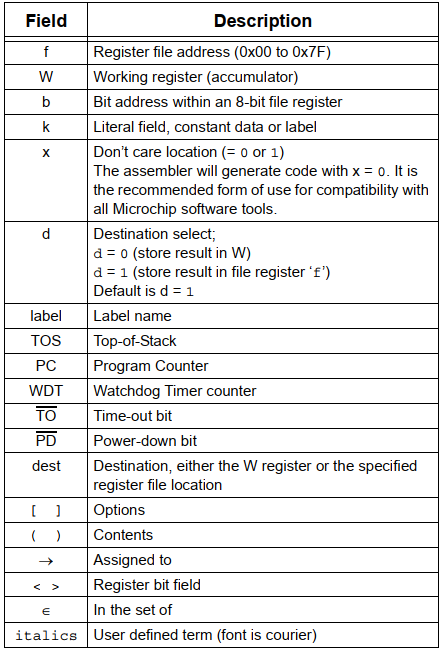 Field Description
f Register file address (0x00 to 0x7F)
W Working register (accumulator)
b Bit address within an 8-bit file register
k Literal field, constant data or label
x Don’t care location (= 0 or 1)
The assembler will generate code with x = 0. It is
the recommended form of use for compatibility with
all Microchip software tools.
d Destination select;
d = 0 (store result in W)
d = 1 (store result in file register ‘f’)
Default is d = 1
label Label name
TOS Top-of-Stack
PC Program Counter
WDT Watchdog Timer counter
T̅O̅ Time-out bit
P̅D̅ Power-down bit
dest Destination, either the W register or the specified
register file location
[ ] Options
( ) Contents
→ Assigned to
< > Register bit field
∈ In the set of
italics User defined term (font is courier)